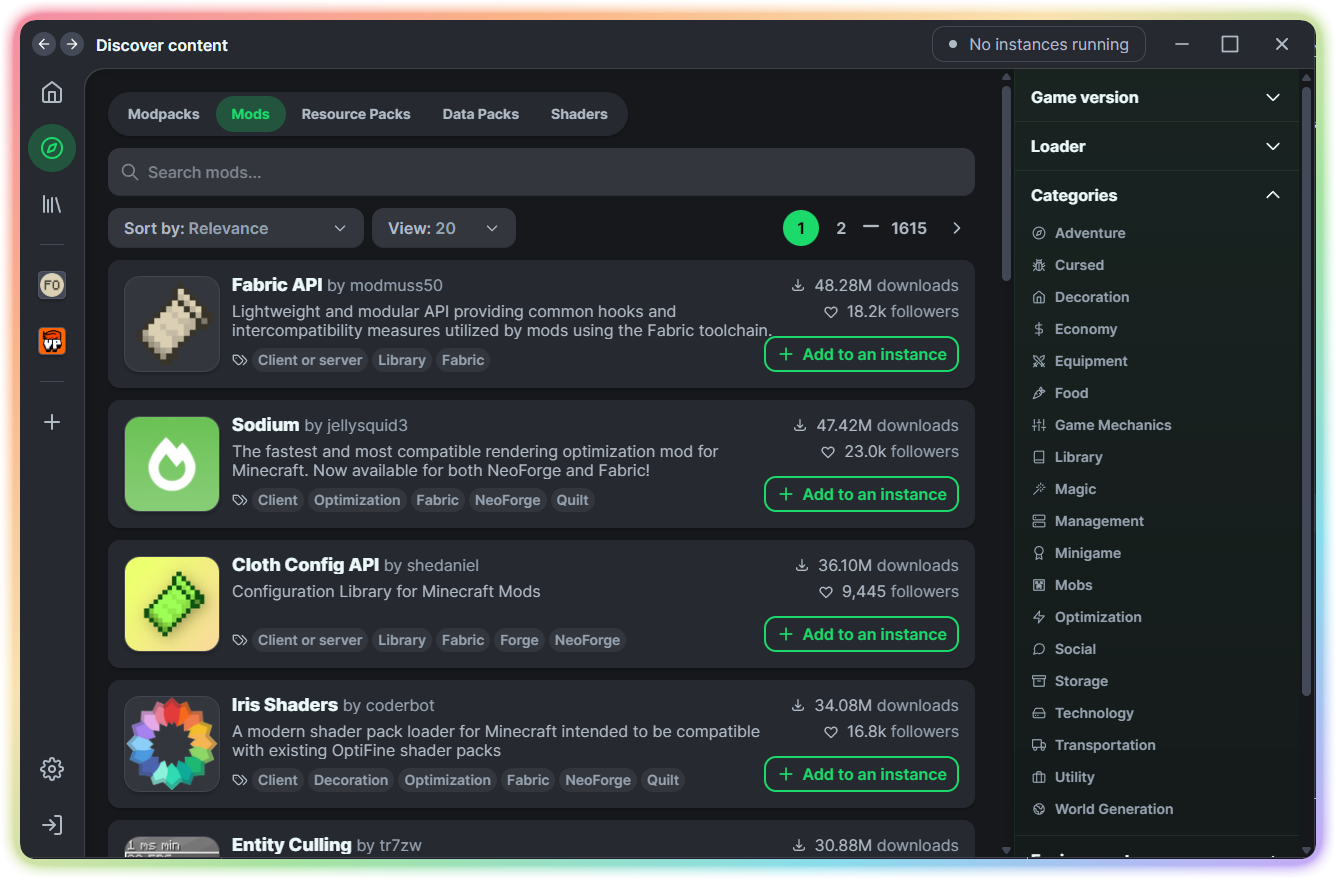 Discover content
No instances running
Modpacks
Mods
Resource Packs
Data Packs
Shaders
Search mods...
Sort by: Relevance
View: 20
1
2
1615
FO
VP
Fabric API by modmuss50
48.28M downloads
Lightweight and modular API providing common hooks and
intercompatibility measures utilized by mods using the Fabric toolchain.
18.2k followers
Client or server
Library
Fabric
Add to an instance
Sodium by jellysquid3
47.42M downloads
The fastest and most compatible rendering optimization mod for
Minecraft. Now available for both NeoForge and Fabric!
23.0k followers
Client
Optimization
Fabric
NeoForge
Quilt
Add to an instance
Cloth Config API by shedaniel
36.10M downloads
Configuration Library for Minecraft Mods
9,445 followers
Client or server
Library
Fabric
Forge
NeoForge
Add to an instance
Iris Shaders by coderbot
34.08M downloads
A modern shader pack loader for Minecraft intended to be compatible
with existing OptiFine shader packs
16.8k followers
Client
Decoration
Optimization
Fabric
NeoForge
Quilt
Add to an instance
1 ms min
Entity Culling by tr7zw
30.88M downloads
Game version
Loader
Categories
Adventure
Cursed
Decoration
Economy
Equipment
Food
Game Mechanics
Library
Magic
Management
Minigame
Mobs
Optimization
Social
Storage
Technology
Transportation
Utility
World Generation